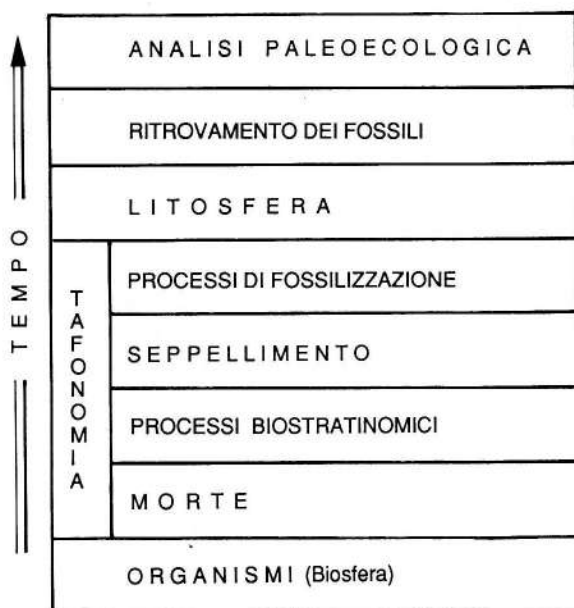 ANALISI PALEOECOLOGICA
RITROVAMENTO DEI FOSSILI
LITOSFERA
PROCESSI DI FOSSILIZZAZIONE
SEPPELLIMENTO
PROCESSI BIOSTRATINOMICI
MORTE
ORGANISMI (Biosfera)
TAFONOMIA
TEMPO